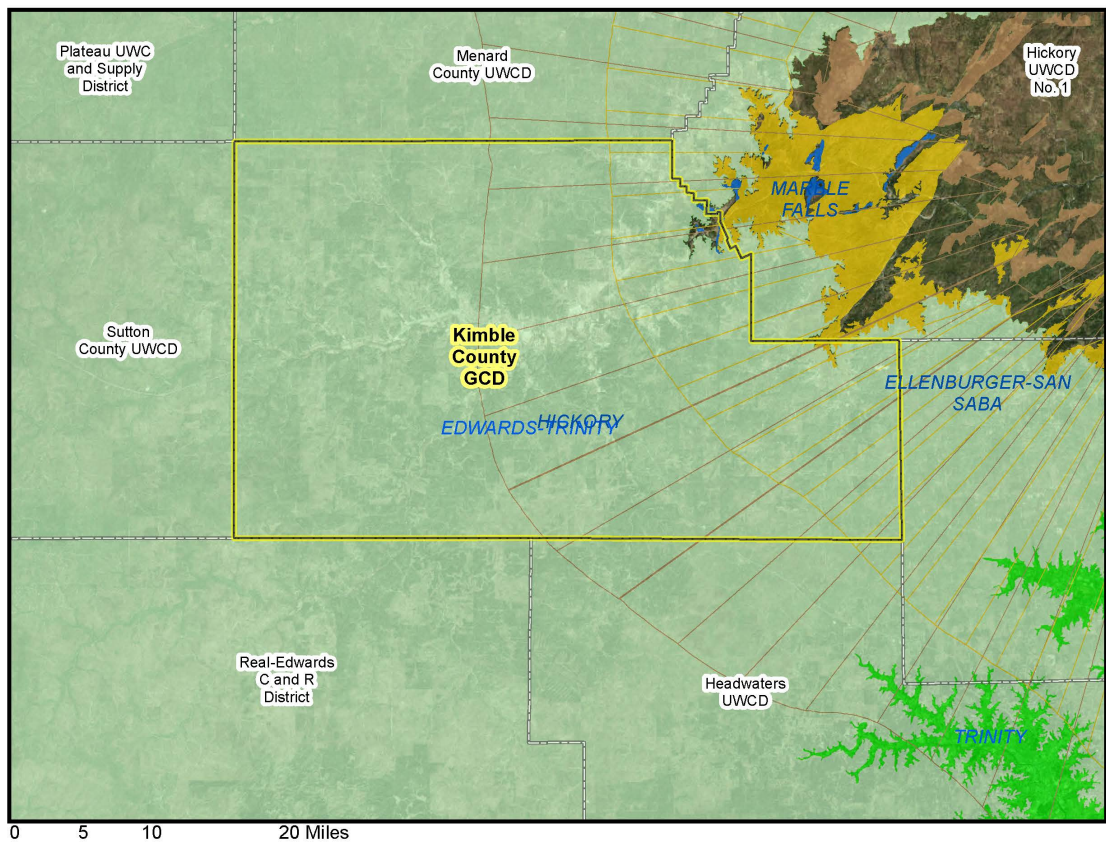 Plateau UWC
and Supply
District
Menard
County UWCD
Hickory
UWCD
No. 1
MARBLE
FALLS
Sutton
County UWCD
Kimble
County
GCD
ELLENBURGER-SAN
SABA
HICKORY
EDWARDS-TRINITY
Real-Edwards
C and R
District
Headwaters
UWCD
TRINITY
0 5 10 20 Miles